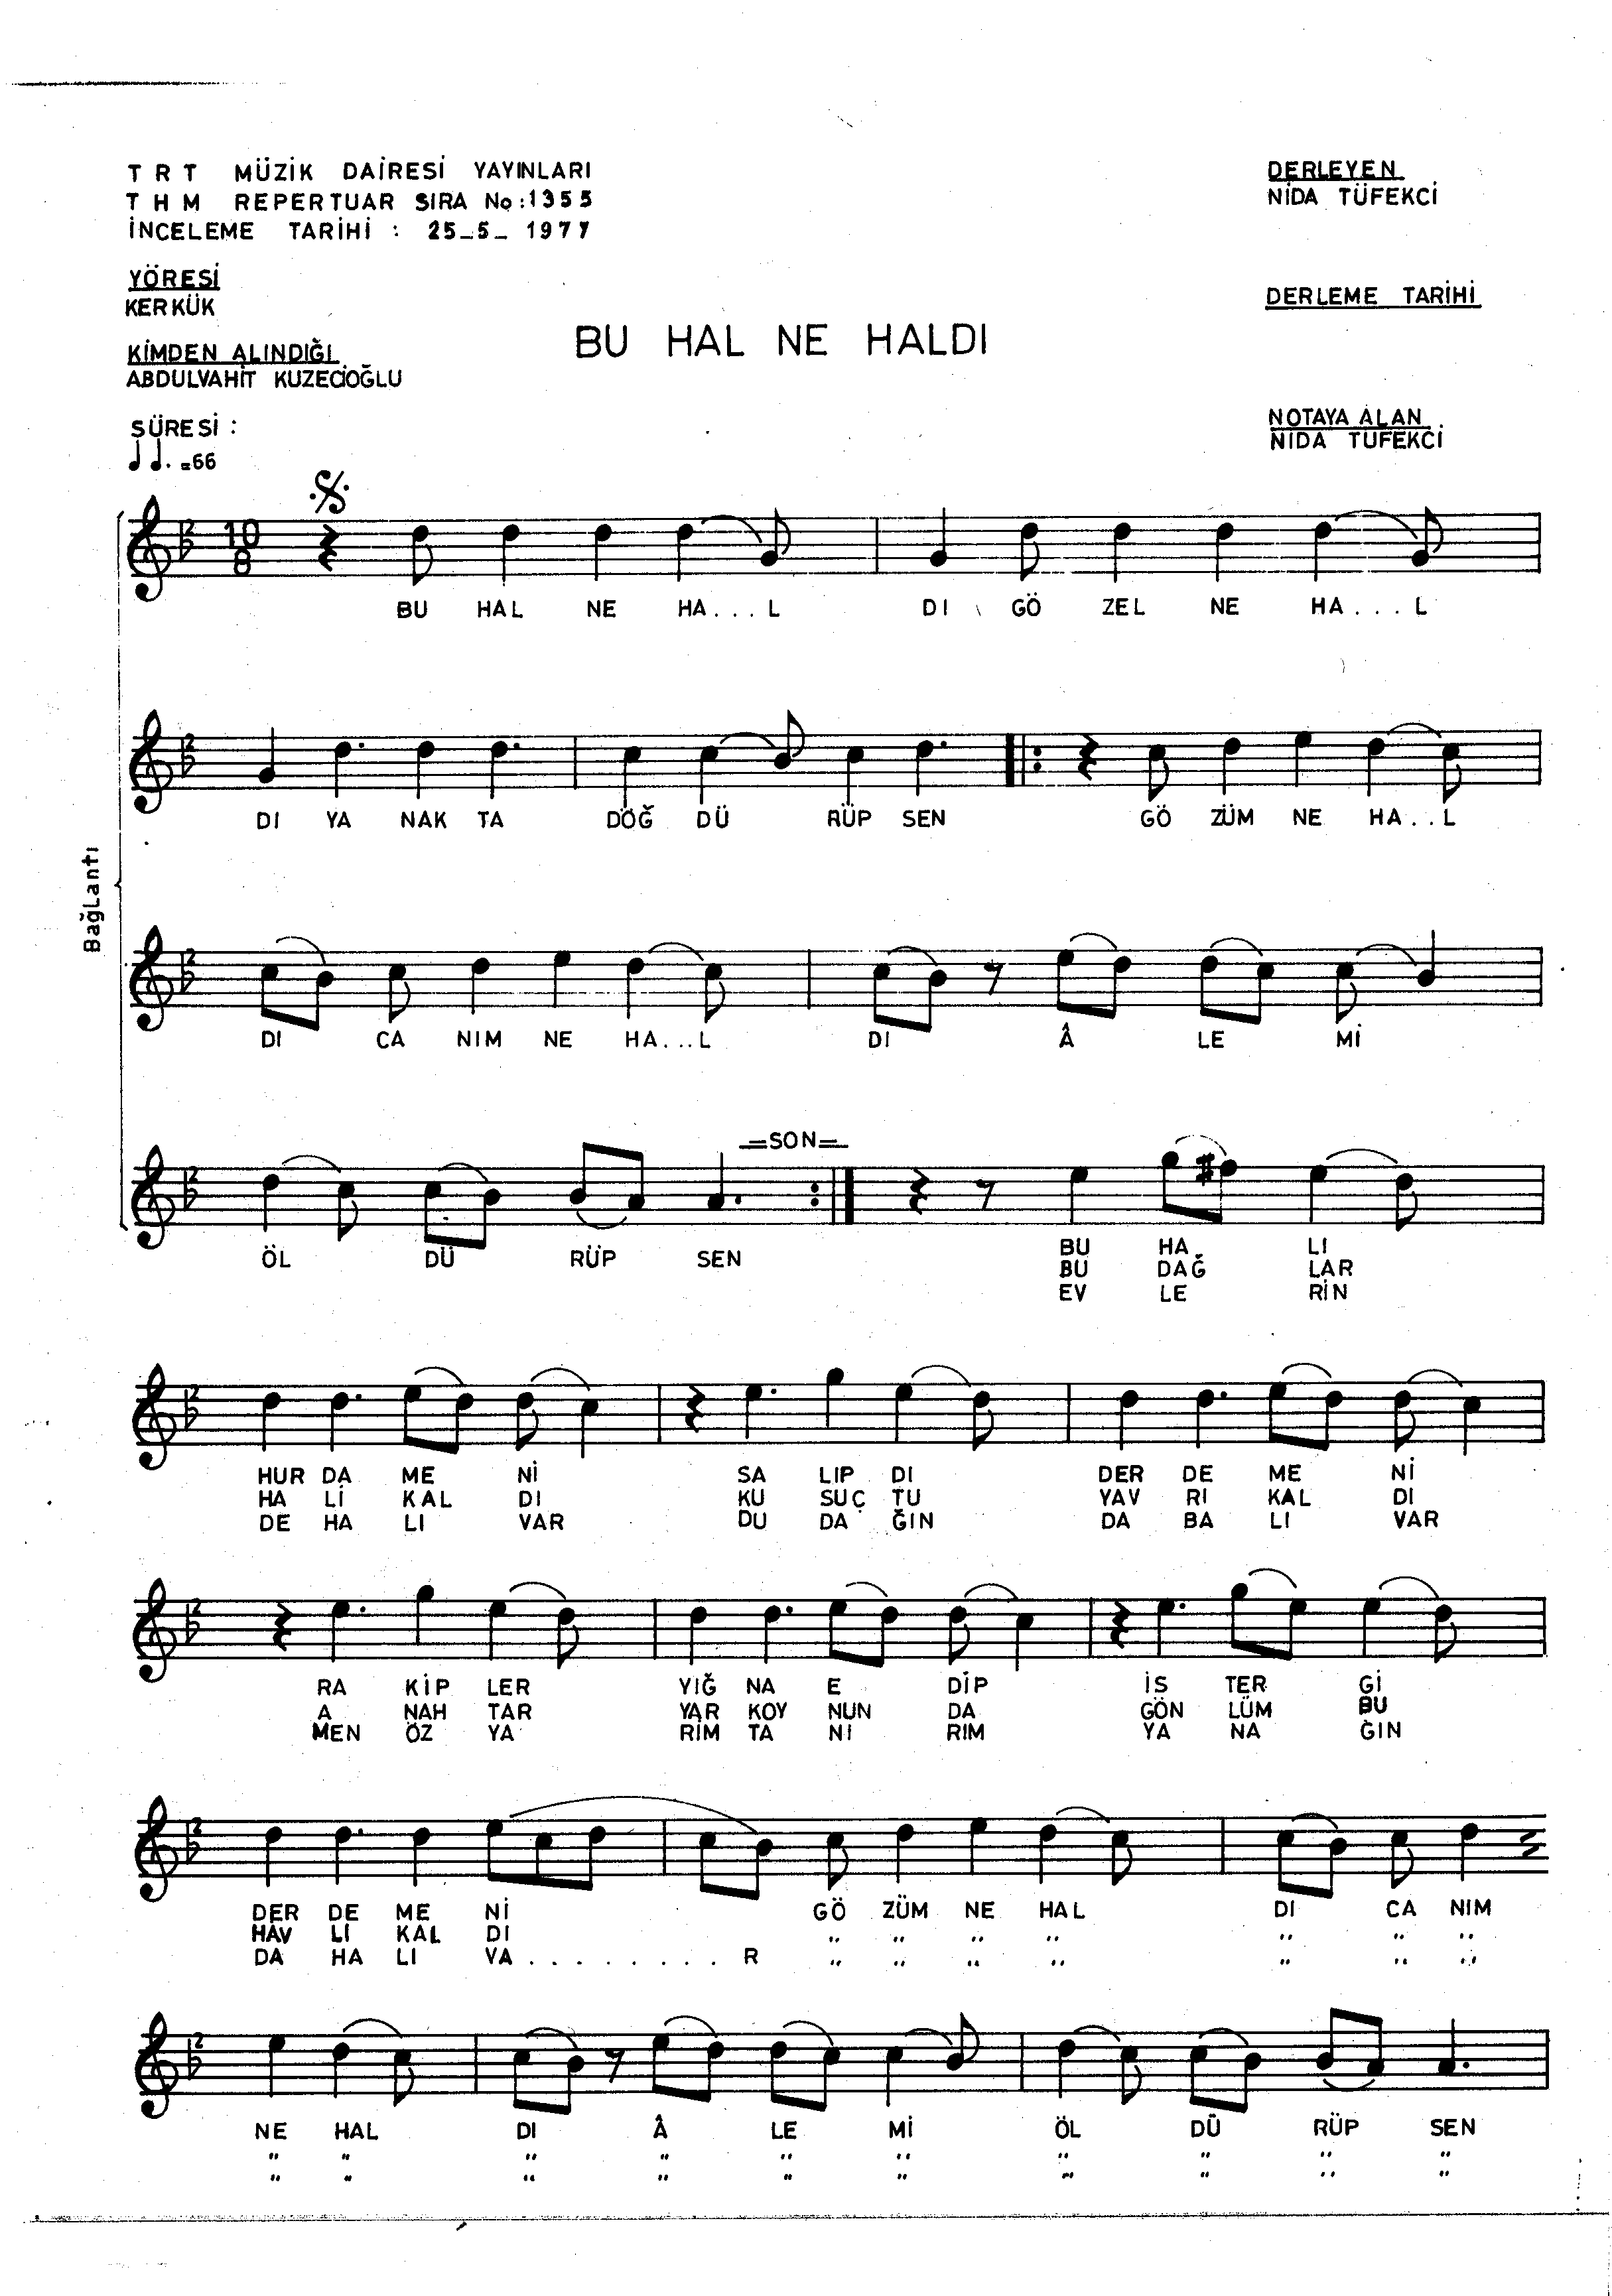 TRT MÜZİK DAİRESİ YAYINLARI
THM REPERTUAR SIRA No: 1355
İNCELEME TARİHİ : 25_5_ 1977
DERLEYEN
NİDA TÜFEKCİ
YÖRESİ
KERKÜK
DERLEME TARİHİ
BU HAL NE HALDI
KİMDEN ALINDIĞI
ABDULVAHİT KUZECİOĞLU
NOTAYA ALAN
NİDA TÜFEKCİ
SÜRESİ :
=66
10
8
BU HAL NE HA...L DI GÖ ZEL NE HA...L
DI YA NAK TA DÖĞ DÜ RÜP SEN GÖ ZÜM NE HA..L
Bağlantı
DI CA NIM NE HA...L DI Â LE Mİ
=SON=
ÖL DÜ RÜP SEN BU HA LI
BU DAĞ LAR
EV LE RİN
HUR DA ME Nİ SA LIP DI DER DE ME Nİ
HA Lİ KAL DI KU SUÇ TU YAV RI KAL DI
DE HA LI VAR DU DA ĞIN DA BA LI VAR
RA KİP LER YIĞ NA E DİP İS TER Gİ
A NAH TAR YAR KOY NUN DA GÖN LÜM BU
MEN ÖZ YA RİM TA NI RIM YA NA ĞIN
DER DE ME Nİ GÖ ZÜM NE HAL DI CA NIM
HAV LI KAL DI " " " " " " "
DA HA LI VA........R " " " " " " "
NE HAL DI Â LE Mİ ÖL DÜ RÜP SEN
" " " " " " " " " "
" " " " " " " " " "